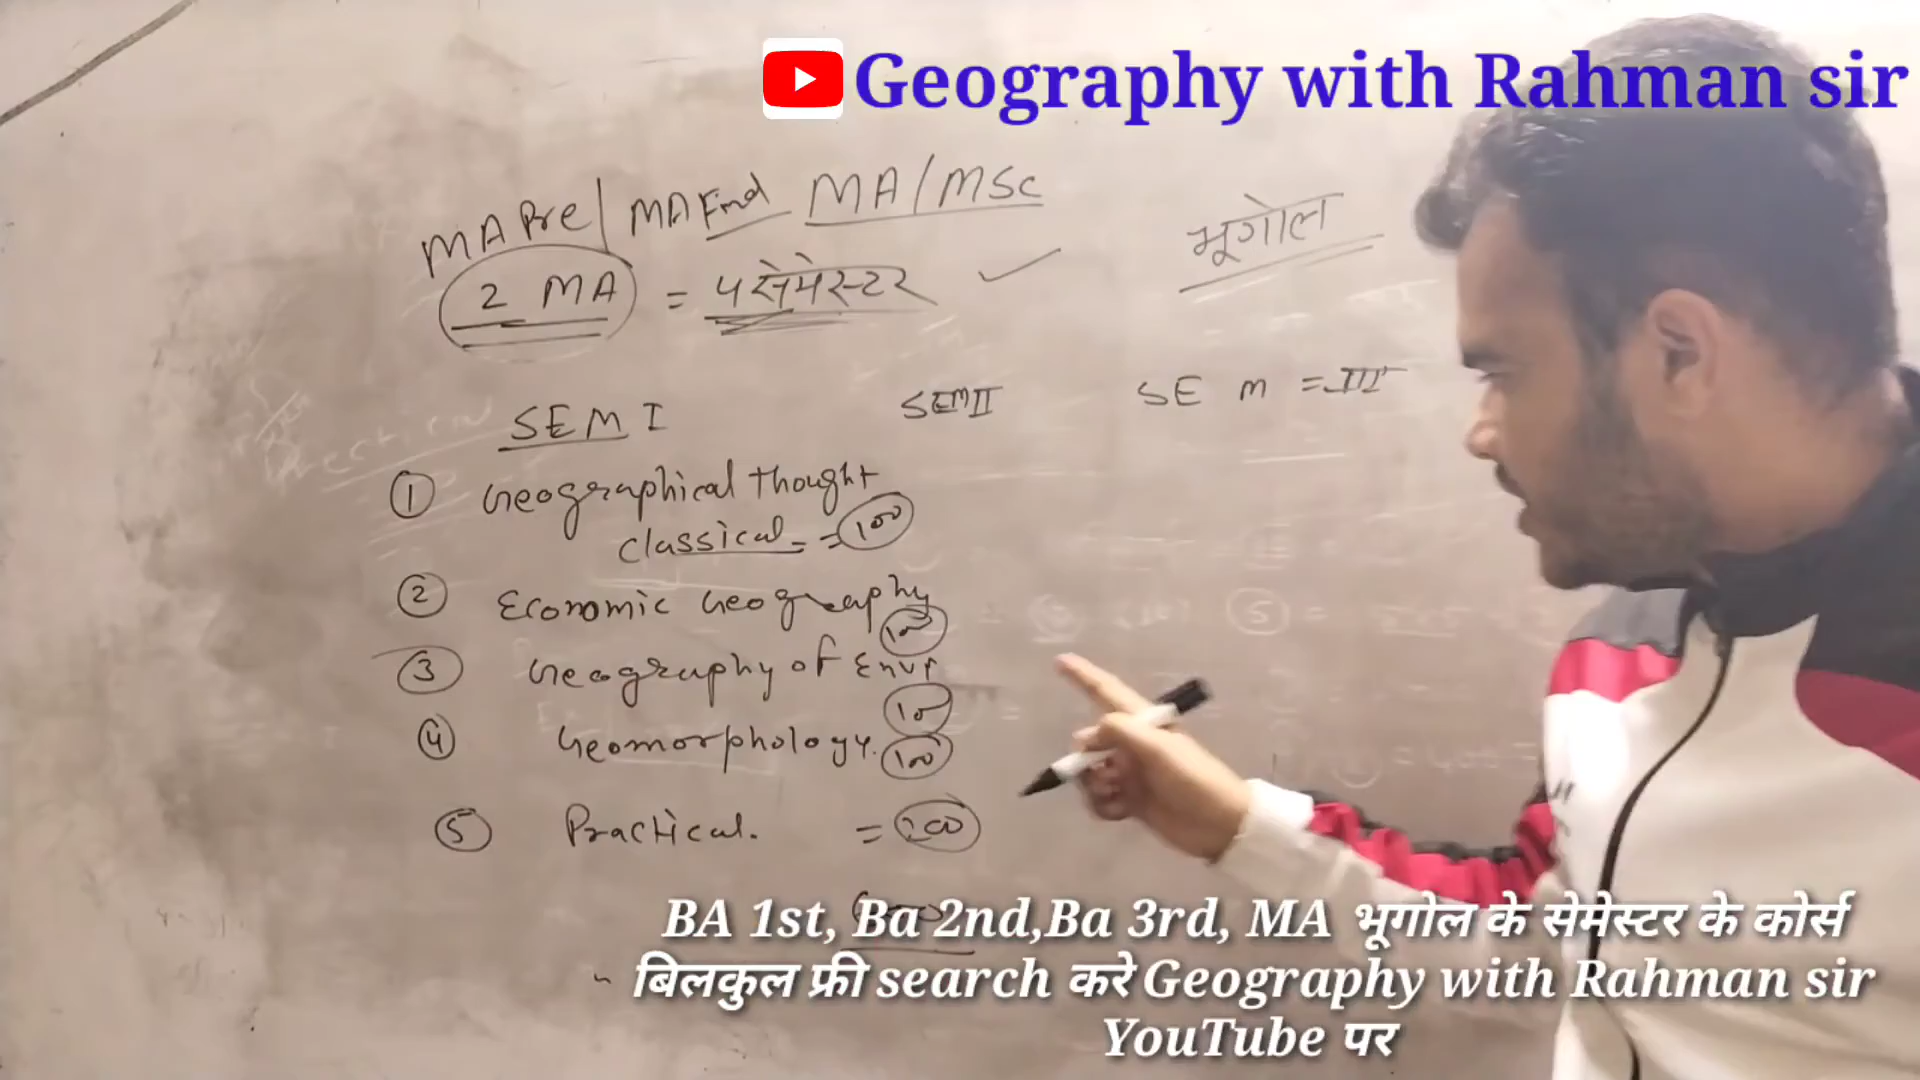 Geography with Rahman sir
MA Pre / MA Final MA/MSc
भूगोल
2 MA = 4 सेमेस्टर
SEM I
SEM II
SEM = III
1 Geographical Thought
Classical = 100
2 Economic Geography
100
3 Geography of Envr
100
4 Geomorphology.
100
5 Practical. =
BA 1st, Ba 2nd,Ba 3rd, MA भूगोल के सेमेस्टर के कोर्स
बिलकुल फ्री search करे Geography with Rahman sir
YouTube पर